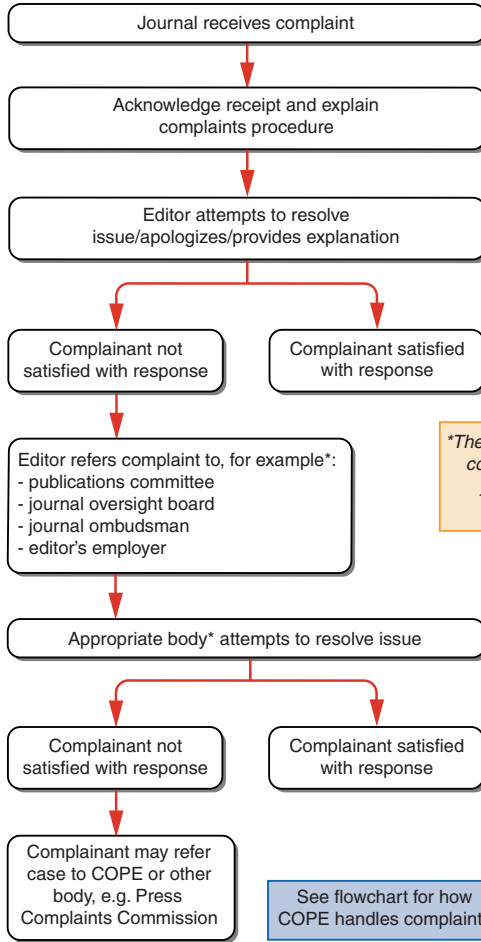 Journal receives complaint
Acknowledge receipt and explain
complaints procedure
Editor attempts to resolve
issue/apologizes/provides explanation
Complainant not
satisfied with response
Complainant satisfied
with response
Editor refers complaint to, for example*:
- publications committee
- journal oversight board
- journal ombudsman
- editor's employer
*The
Appropriate body* attempts to resolve issue
Complainant not
satisfied with response
Complainant satisfied
with response
Complainant may refer
case to COPE or other
body, e.g. Press
Complaints Commission
See flowchart for how
COPE handles complaint